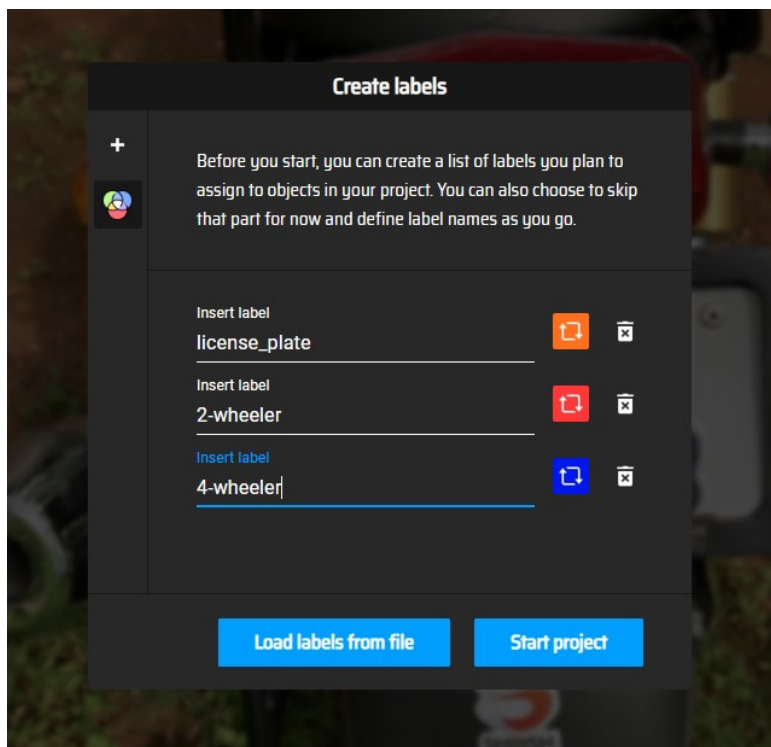 Create labels
+
Before you start, you can create a list of labels you plan to
assign to objects in your project. You can also choose to skip
that part for now and define label names as you go.
Insert label
license_plate
Insert label
2-wheeler
Insert label
4-wheeler
Load labels from file
Start project